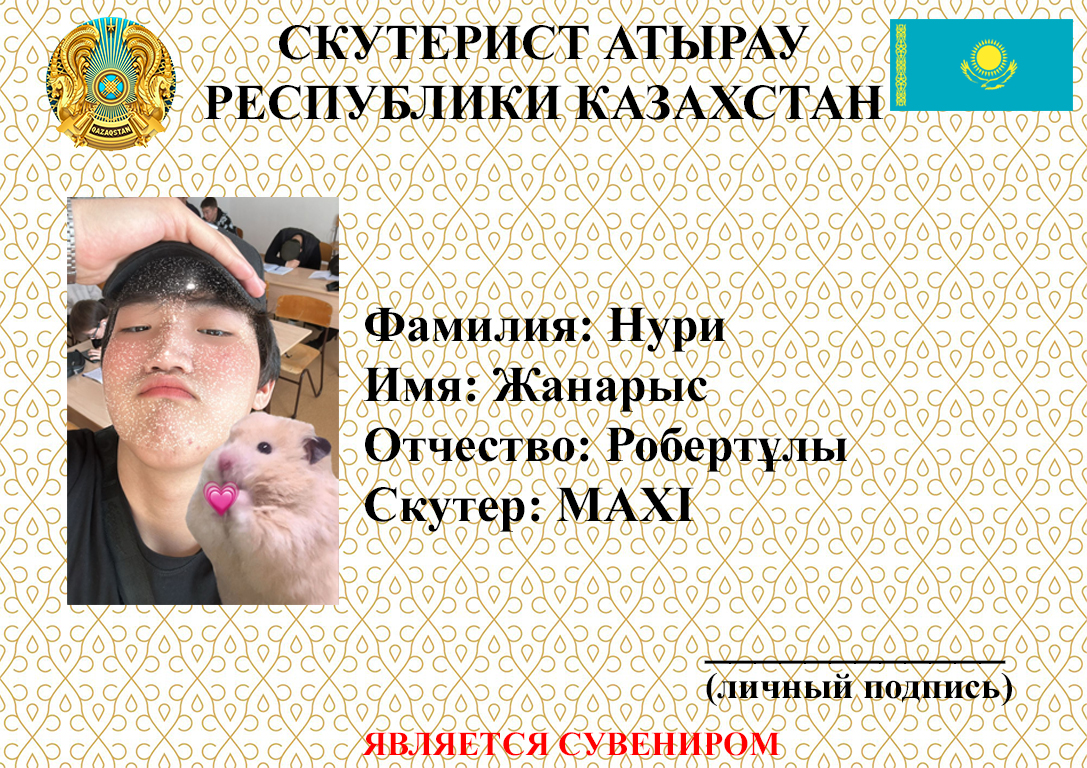 СКУТЕРИСТ АТЫРАУ
РЕСПУБЛИКИ КАЗАХСТАН
QAZAQSTAN
Фамилия: Нури
Имя: Жанарыс
Отчество: Робертұлы
Скутер: MAXI
(личный подпись)
ЯВЛЯЕТСЯ СУВЕНИРОМ